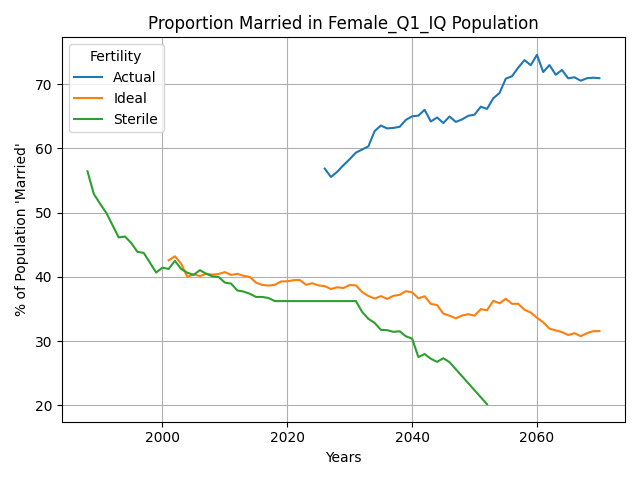 Proportion Married in Female_Q1_IQ Population
Fertility
Actual
Ideal
Sterile
% of Population 'Married'
70
60
50
40
30
20
2000
2020
2040
2060
Years